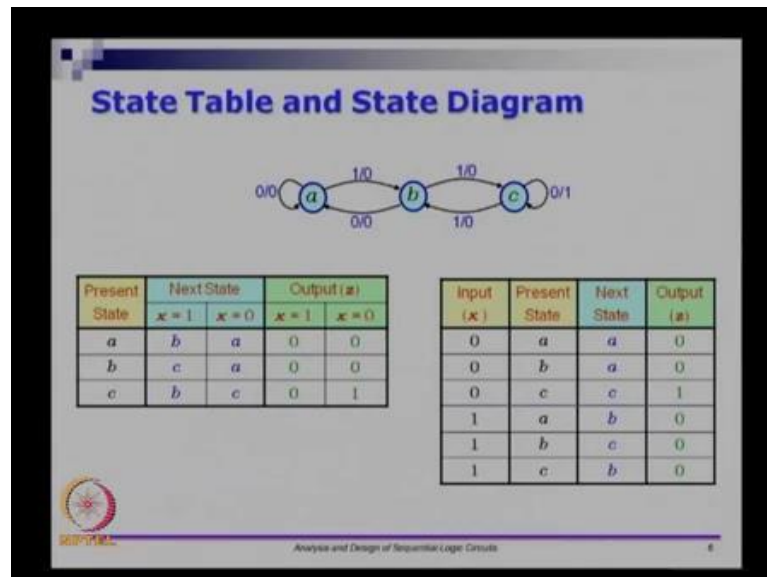 State Table and State Diagram
1/0 1/0
0/0 a b c 0/1
0/0 1/0
Present State Next State Output (z)
x = 1 x = 0 x = 1 x = 0
a b a 0 0
b c a 0 0
c b c 0 1
Input (x) Present State Next State Output (z)
0 a a 0
0 b a 0
0 c c 1
1 a b 0
1 b c 0
1 c b 0
NPTEL
Analysis and Design of Sequential Logic Circuits 6